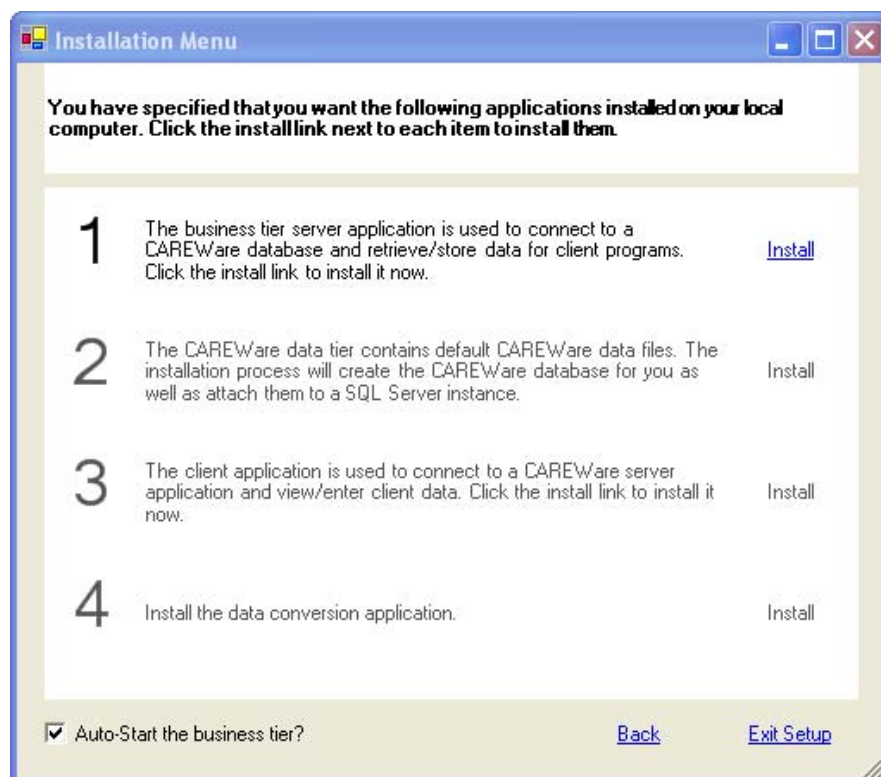 Installation Menu
You have specified that you want the following applications installed on your local
computer. Click the install link next to each item to install them.
1
The business tier server application is used to connect to a
CAREWare database and retrieve/store data for client programs.
Click the install link to install it now.
Install
2
The CAREWare data tier contains default CAREWare data files. The
installation process will create the CAREWare database for you as
well as attach them to a SQL Server instance.
Install
3
The client application is used to connect to a CAREWare server
application and view/enter client data. Click the install link to install it
now.
Install
4
Install the data conversion application.
Install
Auto-Start the business tier?
Back
Exit Setup